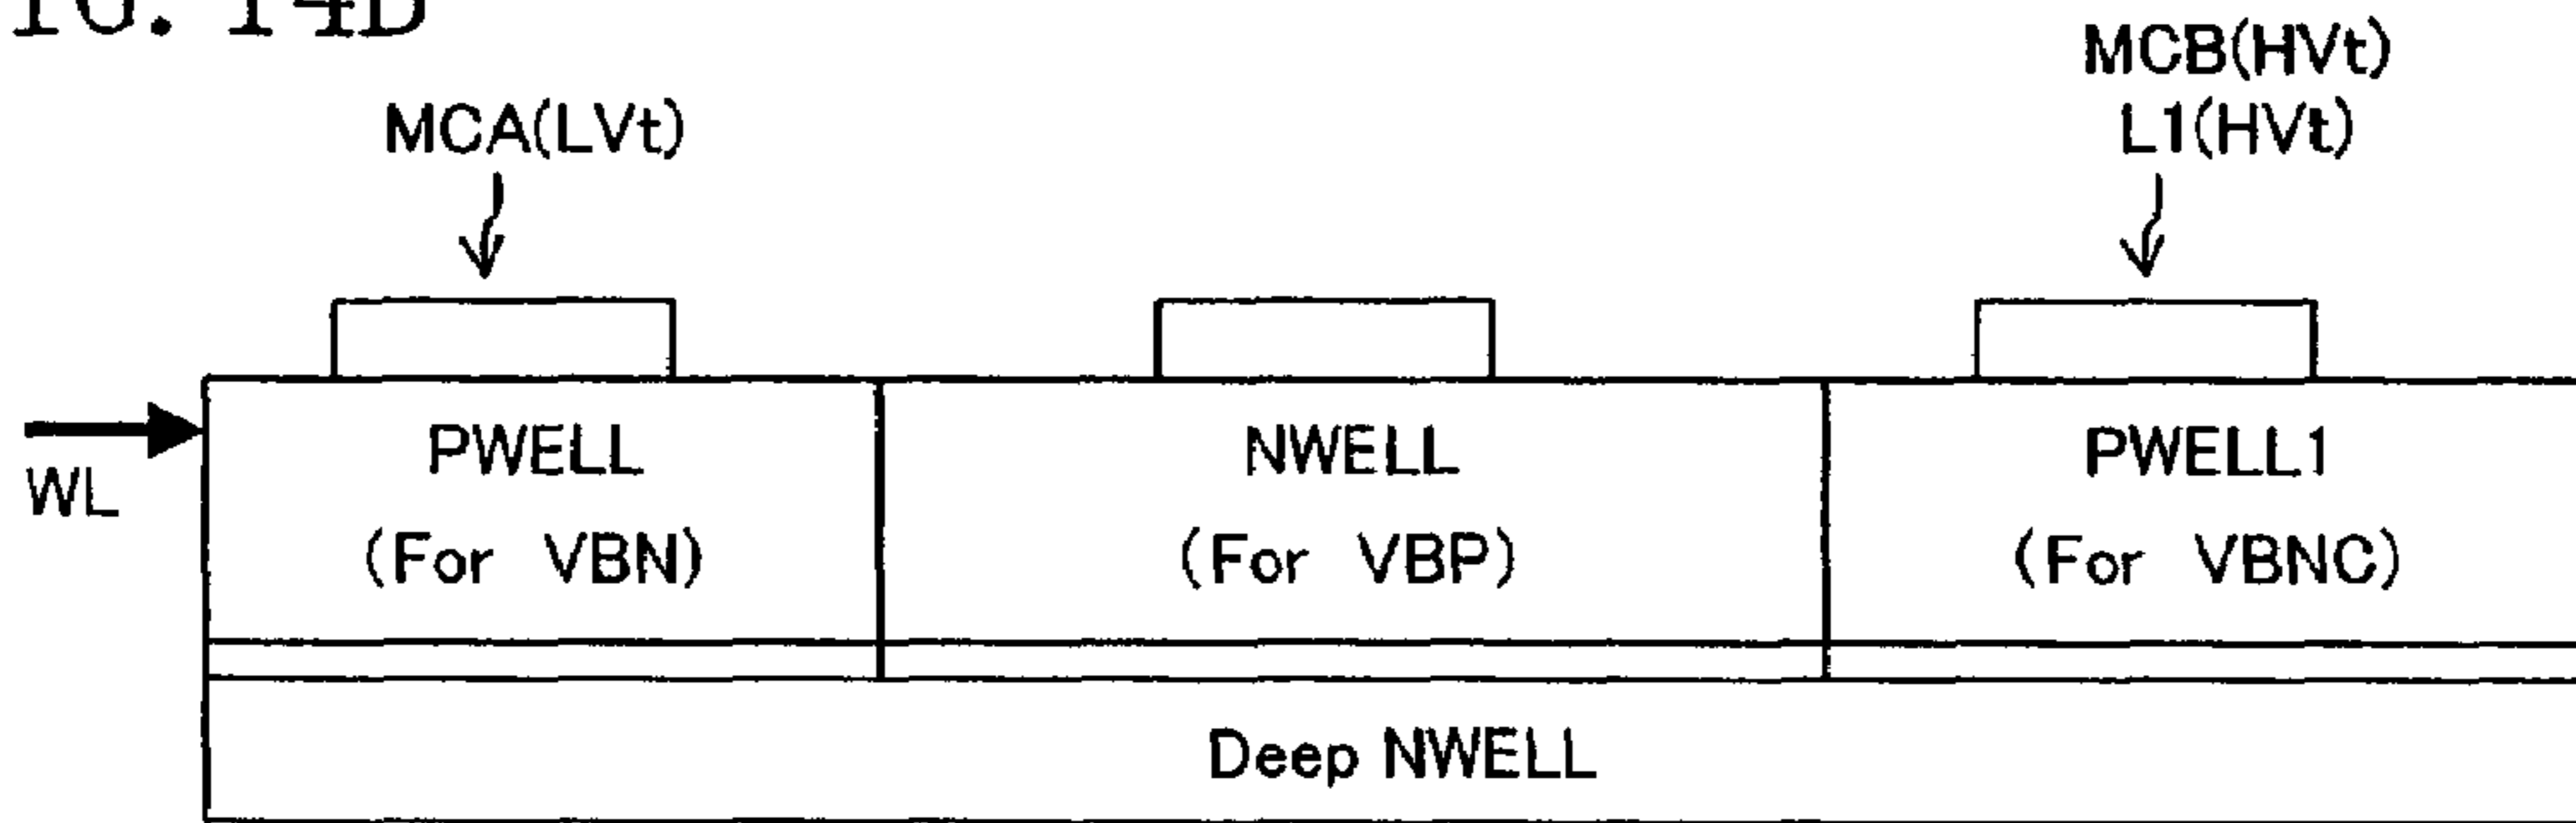 MCB(HVt)
MCA(LVt)
L1(HVt)
PWELL
NWELL
PWELL1
WL
(For VBN)
(For VBP)
(For VBNC)
Deep NWELL